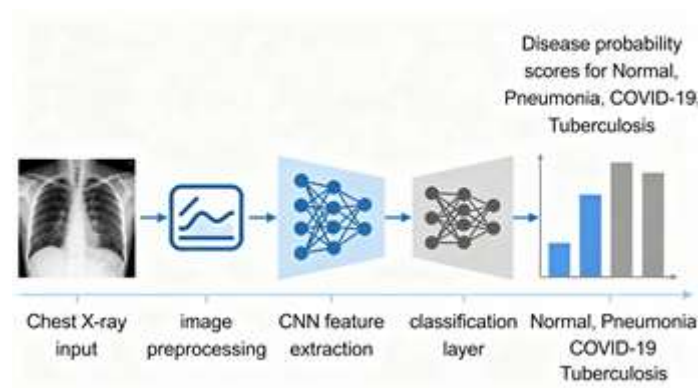 Disease probability
scores for Normal,
Pneumonia, COVID-19,
Tuberculosis
Chest X-ray
input
image
preprocessing
CNN feature
extraction
classification
layer
Normal, Pneumonia
COVID-19
Tuberculosis